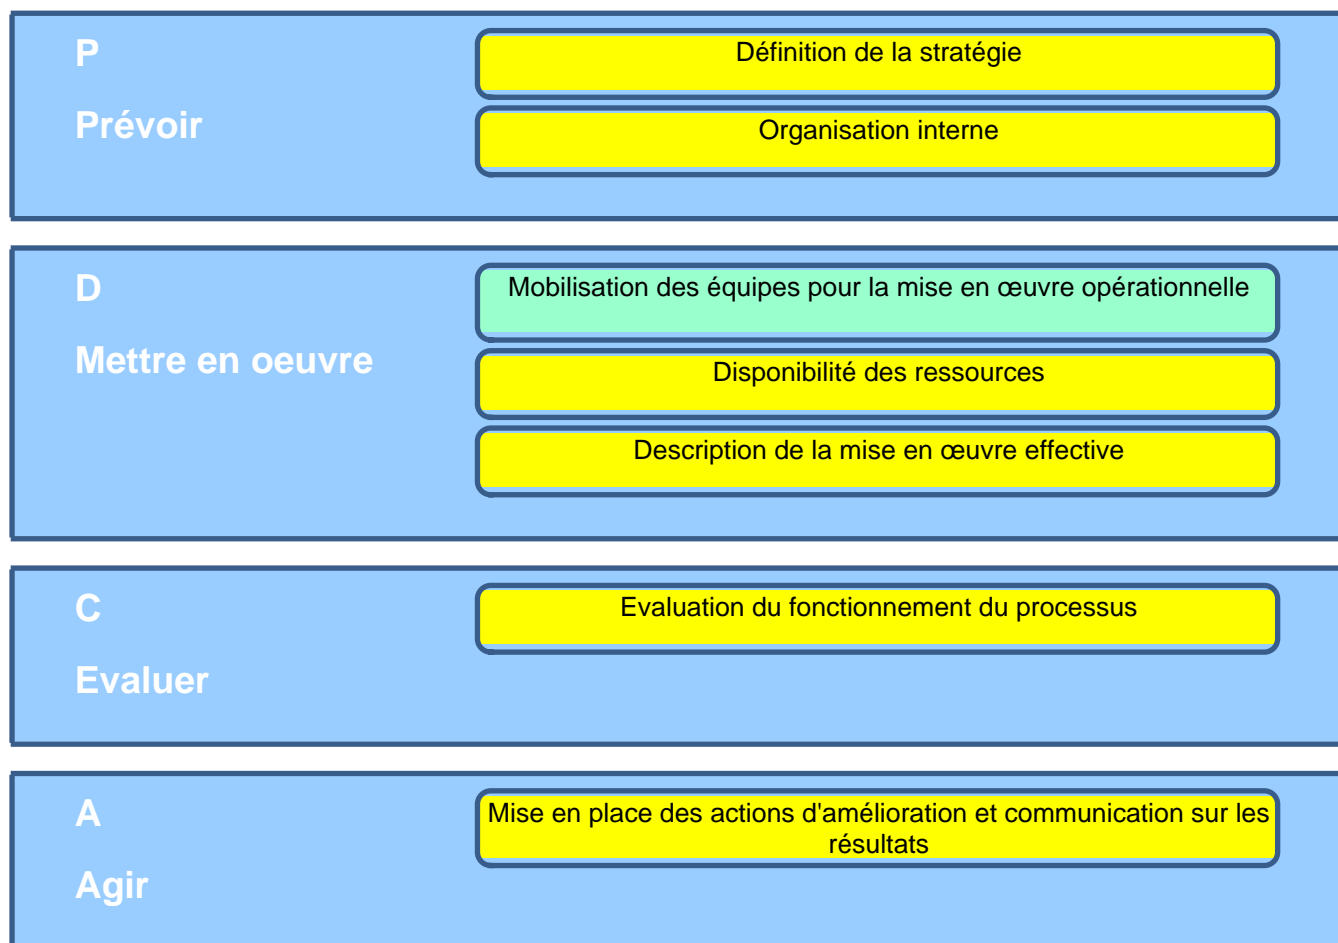 P
Prévoir
Définition de la stratégie
Organisation interne
D
Mettre en oeuvre
Mobilisation des équipes pour la mise en œuvre opérationnelle
Disponibilité des ressources
Description de la mise en œuvre effective
C
Evaluer
Evaluation du fonctionnement du processus
A
Agir
Mise en place des actions d'amélioration et communication sur les
résultats